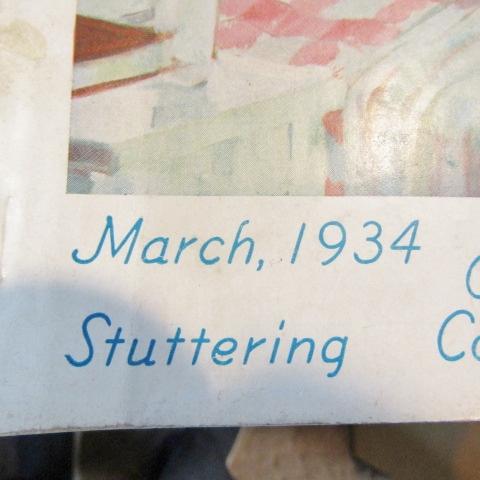 March, 1934
Stuttering